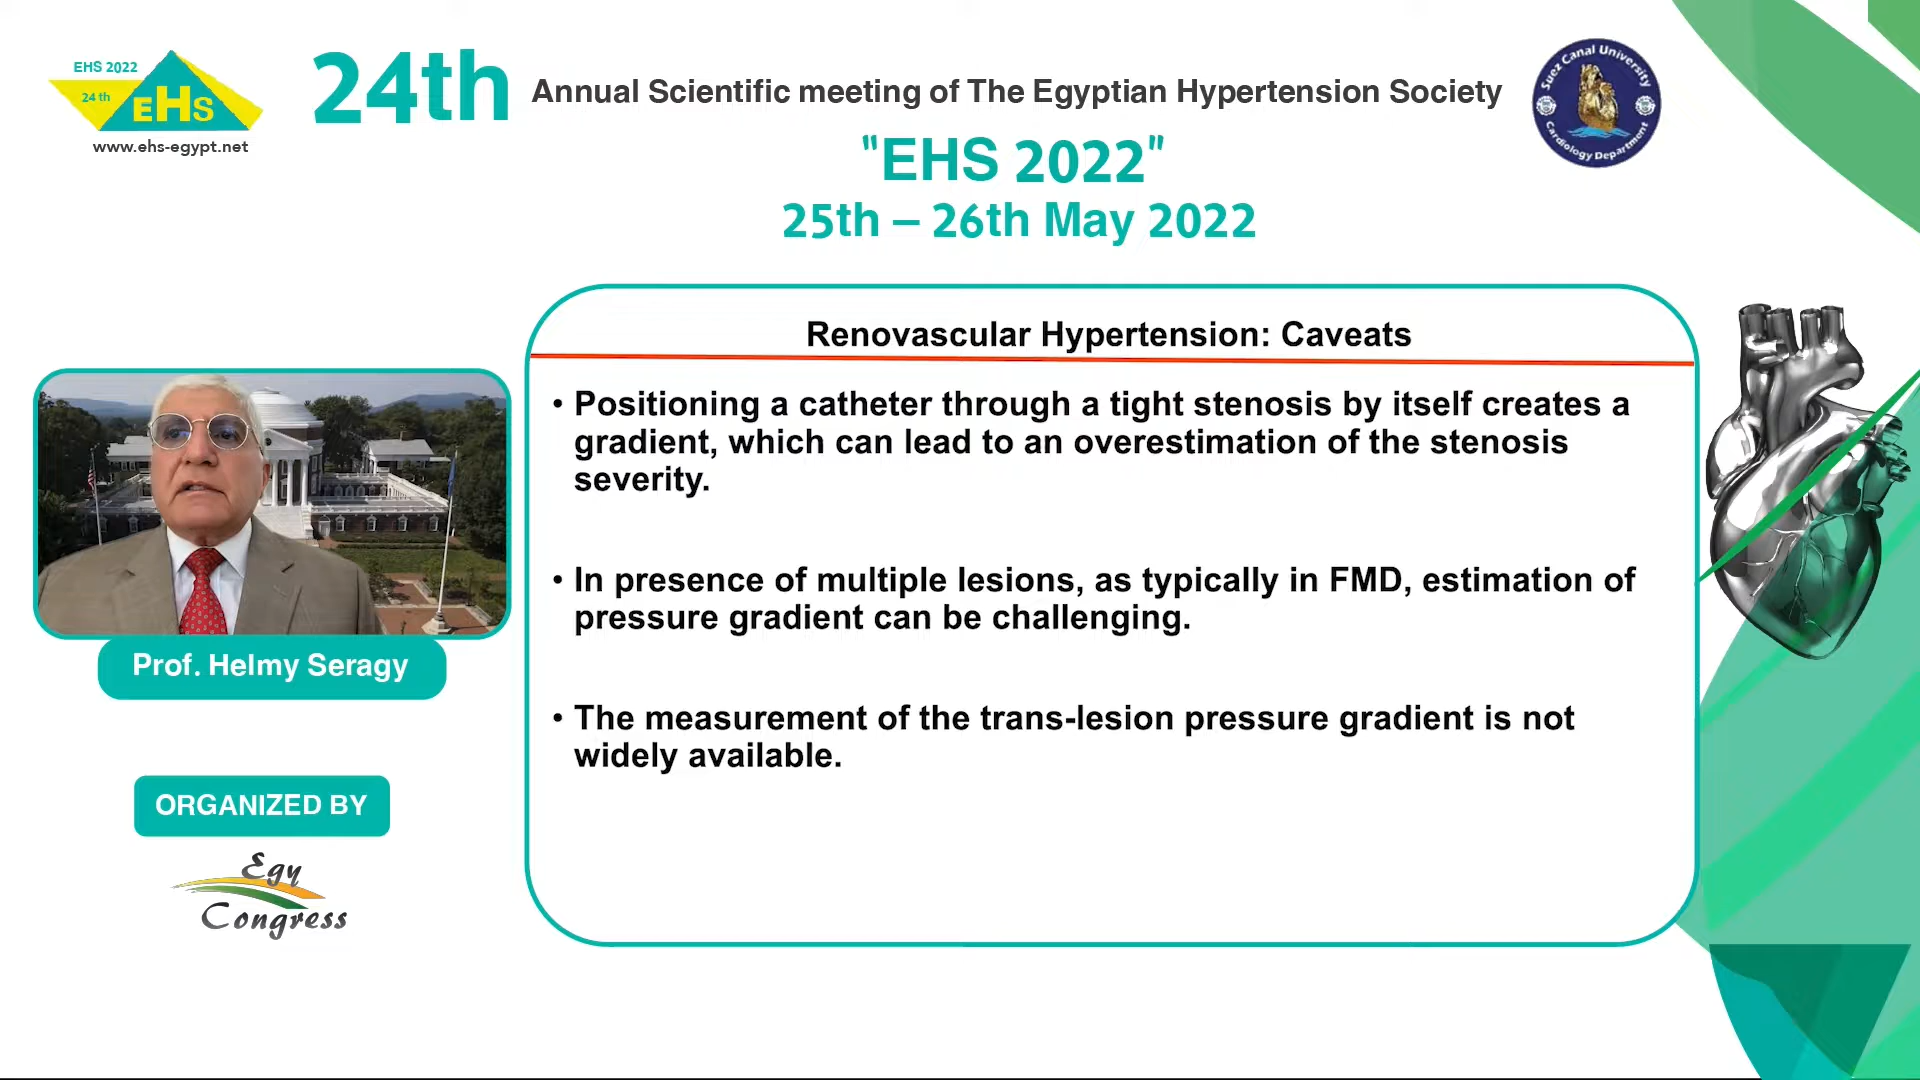 EHS 2022
24 th
EHS
www.ehs-egypt.net
24th Annual Scientific meeting of The Egyptian Hypertension Society
"EHS 2022"
25th – 26th May 2022
Suez Canal University
Cardiology Department
Renovascular Hypertension: Caveats
• Positioning a catheter through a tight stenosis by itself creates a
gradient, which can lead to an overestimation of the stenosis
severity.
• In presence of multiple lesions, as typically in FMD, estimation of
pressure gradient can be challenging.
• The measurement of the trans-lesion pressure gradient is not
widely available.
Prof. Helmy Seragy
ORGANIZED BY
Egy
Congress